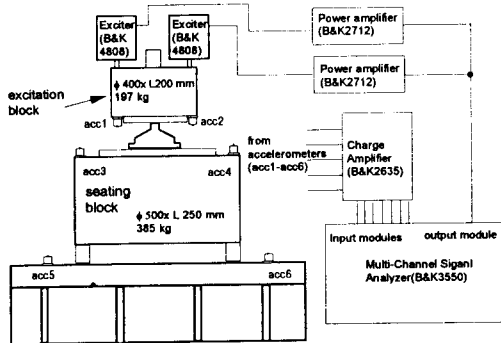 Exciter
(B&K
4808)
Exciter
(B&K
4808)
Power amplifier
(B&K2712)
Power amplifier
(B&K2712)
excitation
block
ϕ 400x L200 mm
197 kg
acc1
acc2
from
accelerometers
(acc1-acc6)
Charge
Amplifier
(B&K2635)
acc3
acc4
seating
block
ϕ 500x L 250 mm
385 kg
Input modules
output module
Multi-Channel Siganl
Analyzer(B&K3550)
acc5
acc6